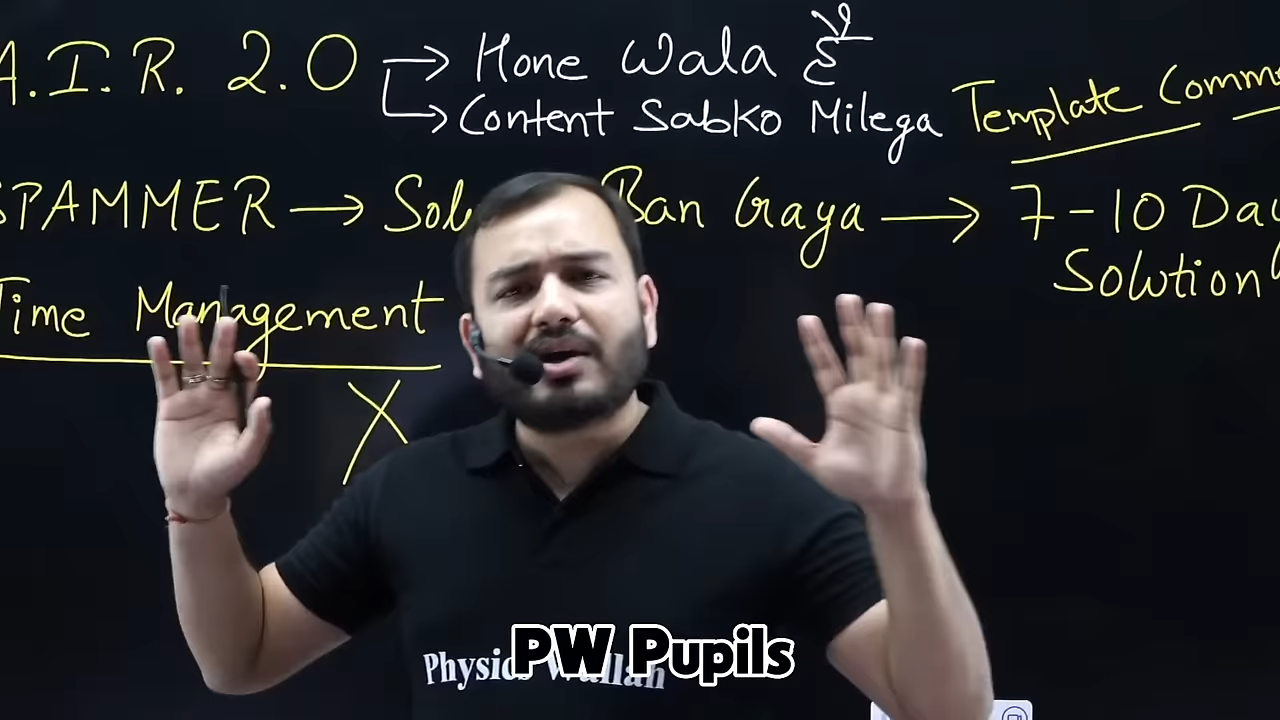 A.I.R. 2.0 → Hone Wala है
→ Content Sabko Milega Template Comm
SPAMMER → Sol Ban Gaya → 7-10 Day
Solution
Time Management
X
PW Pupils
Physics Wallah